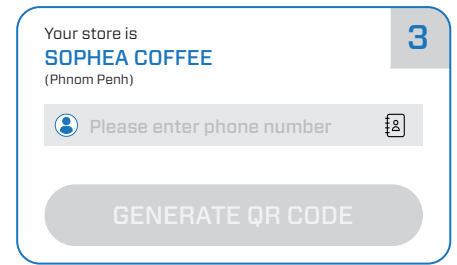 Your store is
3
SOPHEA COFFEE
(Phnom Penh)
Please enter phone number
GENERATE QR CODE